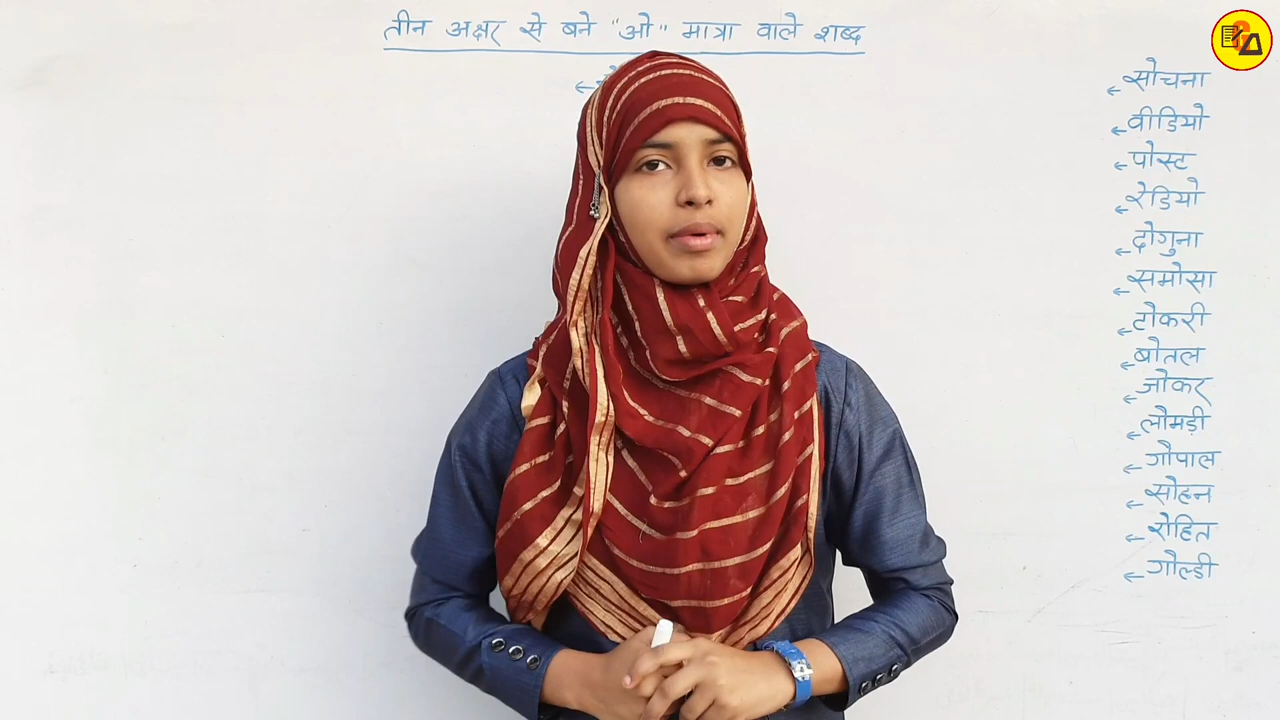 तीन अक्षर से बने "ओ" मात्रा वाले शब्द
सोचना
वीडियो
पोस्ट
रेडियो
दोगुना
समोसा
टोकरी
बोतल
जोकर
लोमड़ी
गोपाल
सोहन
रोहित
गोल्डी